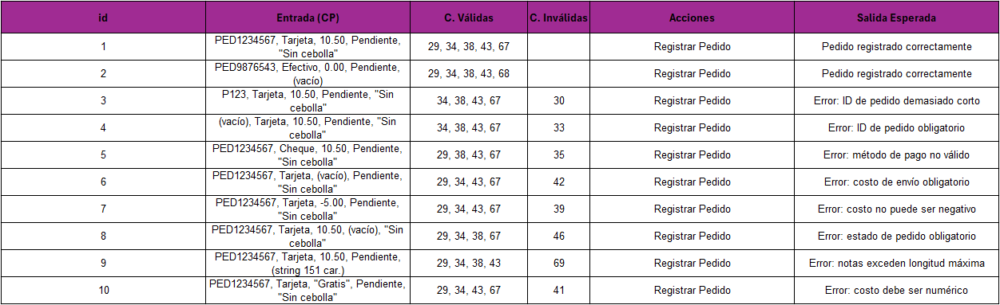 id Entrada (CP) C. Válidas C. Inválidas Acciones Salida Esperada
1 PED1234567, Tarjeta, 10.50, Pendiente, "Sin cebolla" 29, 34, 38, 43, 67 Registrar Pedido Pedido registrado correctamente
2 PED9876543, Efectivo, 0.00, Pendiente, (vacío) 29, 34, 38, 43, 68 Registrar Pedido Pedido registrado correctamente
3 P123, Tarjeta, 10.50, Pendiente, "Sin cebolla" 34, 38, 43, 67 30 Registrar Pedido Error: ID de pedido demasiado corto
4 (vacío), Tarjeta, 10.50, Pendiente, "Sin cebolla" 34, 38, 43, 67 33 Registrar Pedido Error: ID de pedido obligatorio
5 PED1234567, Cheque, 10.50, Pendiente, "Sin cebolla" 29, 38, 43, 67 35 Registrar Pedido Error: método de pago no válido
6 PED1234567, Tarjeta, (vacío), Pendiente, "Sin cebolla" 29, 34, 43, 67 42 Registrar Pedido Error: costo de envío obligatorio
7 PED1234567, Tarjeta, -5.00, Pendiente, "Sin cebolla" 29, 34, 43, 67 39 Registrar Pedido Error: costo no puede ser negativo
8 PED1234567, Tarjeta, 10.50, (vacío), "Sin cebolla" 29, 34, 38, 67 46 Registrar Pedido Error: estado de pedido obligatorio
9 PED1234567, Tarjeta, 10.50, Pendiente, (string 151 car.) 29, 34, 38, 43 69 Registrar Pedido Error: notas exceden longitud máxima
10 PED1234567, Tarjeta, "Gratis", Pendiente, "Sin cebolla" 29, 34, 43, 67 41 Registrar Pedido Error: costo debe ser numérico